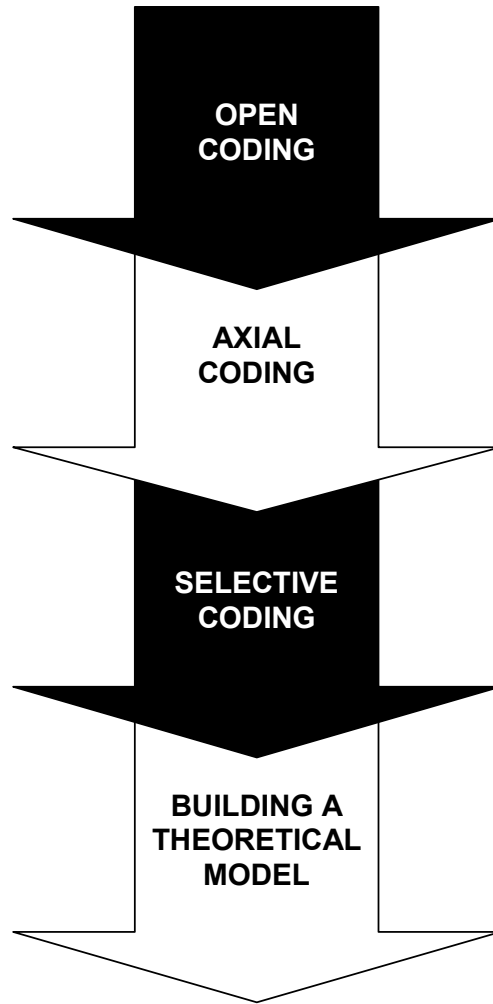 OPEN
CODING
AXIAL
CODING
SELECTIVE
CODING
BUILDING A
THEORETICAL
MODEL